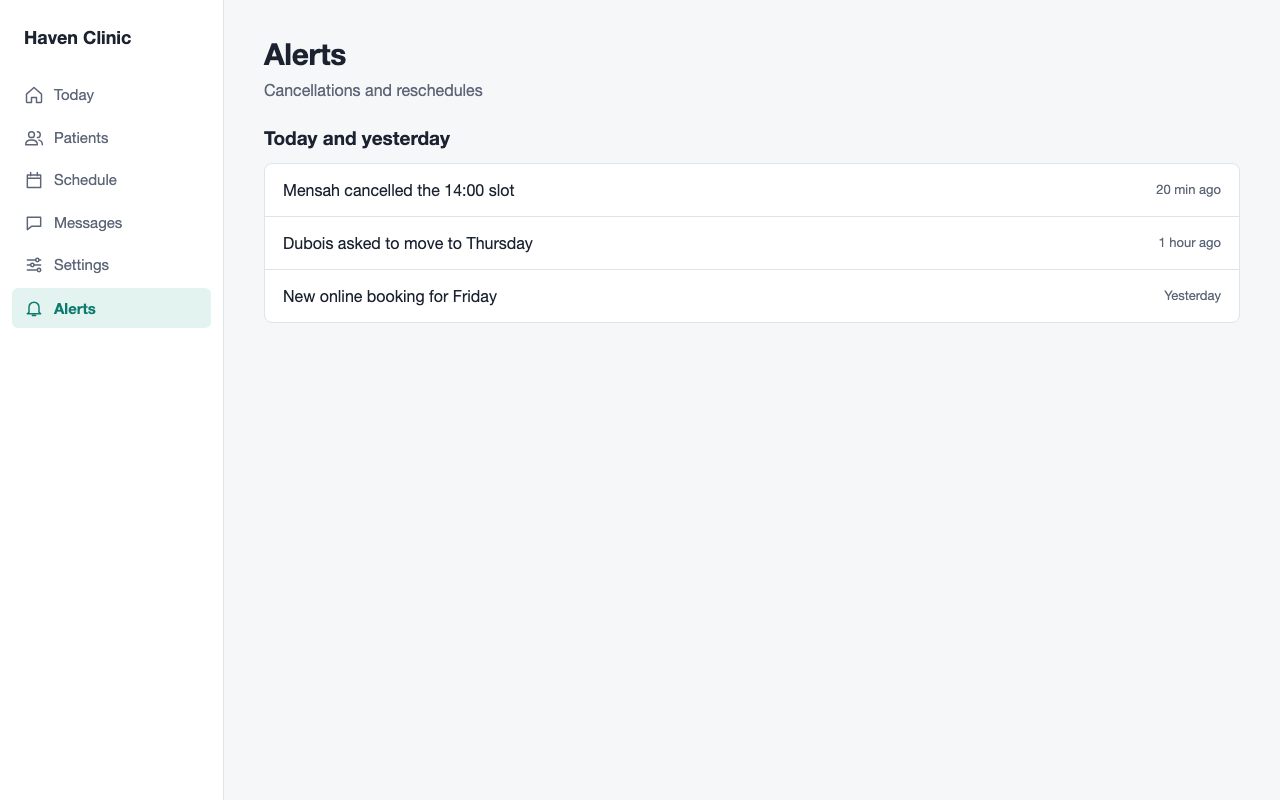 Haven Clinic
Today
Patients
Schedule
Messages
Settings
Alerts
Alerts
Cancellations and reschedules
Today and yesterday
Mensah cancelled the 14:00 slot
20 min ago
Dubois asked to move to Thursday
1 hour ago
New online booking for Friday
Yesterday